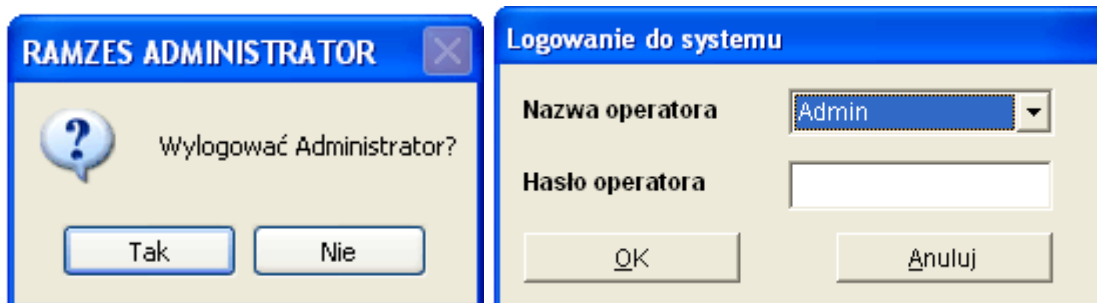 RAMZES ADMINISTRATOR
Wylogować Administrator?
Tak Nie
Logowanie do systemu
Nazwa operatora Admin
Hasło operatora
OK Anuluj